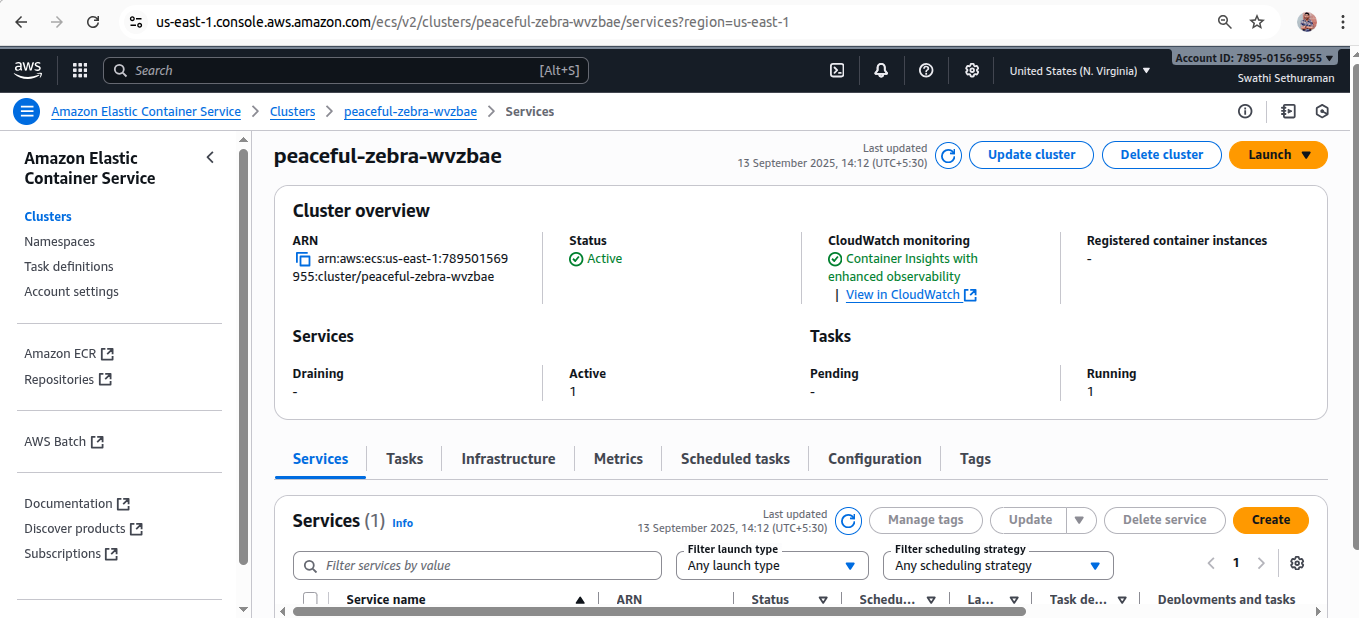 us-east-1.console.aws.amazon.com/ecs/v2/clusters/peaceful-zebra-wvzbae/services?region=us-east-1
aws
Search [Alt+S]
United States (N. Virginia) ▼
Account ID: 7895-0156-9955 ▼
Swathi Sethuraman
Amazon Elastic Container Service > Clusters > peaceful-zebra-wvzbae > Services
Amazon Elastic
Container Service
Clusters
Namespaces
Task definitions
Account settings
Amazon ECR
Repositories
AWS Batch
Documentation
Discover products
Subscriptions
peaceful-zebra-wvzbae
Last updated
13 September 2025, 14:12 (UTC+5:30)
Update cluster
Delete cluster
Launch ▼
Cluster overview
ARN
arn:aws:ecs:us-east-1:789501569
955:cluster/peaceful-zebra-wvzbae
Status
Active
CloudWatch monitoring
Container Insights with
enhanced observability
| View in CloudWatch
Registered container instances
-
Services
Draining
-
Active
1
Tasks
Pending
-
Running
1
Services Tasks Infrastructure Metrics Scheduled tasks Configuration Tags
Services (1) Info
Last updated
13 September 2025, 14:12 (UTC+5:30)
Manage tags
Update ▼
Delete service
Create
Filter services by value
Filter launch type
Any launch type
Filter scheduling strategy
Any scheduling strategy
1
Service name ARN Status Schedu... La... Task de... Deployments and tasks